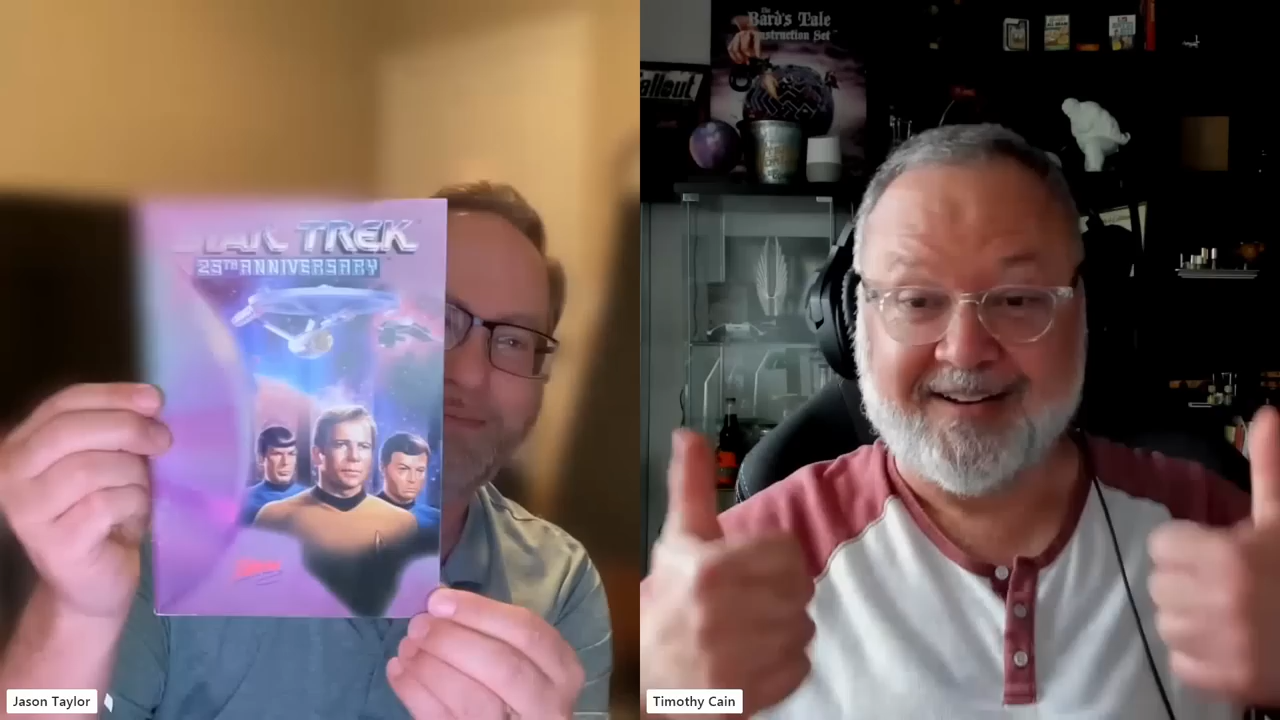 STAR TREK
25TH ANNIVERSARY
Jason Taylor
The
Bard's Tale
Construction Set
Fallout
Timothy Cain